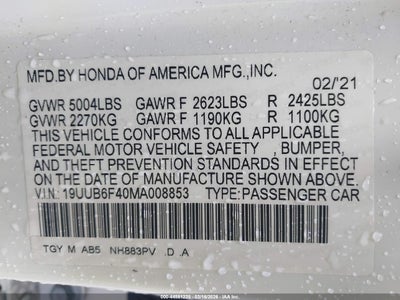 MFD.BY HONDA OF AMERICA MFG.,INC.
02/'21
GVWR 5004LBS GAWR F 2623LBS R 2425LBS
GVWR 2270KG GAWR F 1190KG R 1100KG
THIS VEHICLE CONFORMS TO ALL APPLICABLE
FEDERAL MOTOR VEHICLE SAFETY , BUMPER,
AND THEFT PREVENTION STANDARDS IN EFFECT
ON THE DATE OF MANUFACTURE SHOWN ABOVE.
V.I.N: 19UUB6F40MA008853 TYPE:PASSENGER CAR
TGY M AB5 NH883PV .D .A